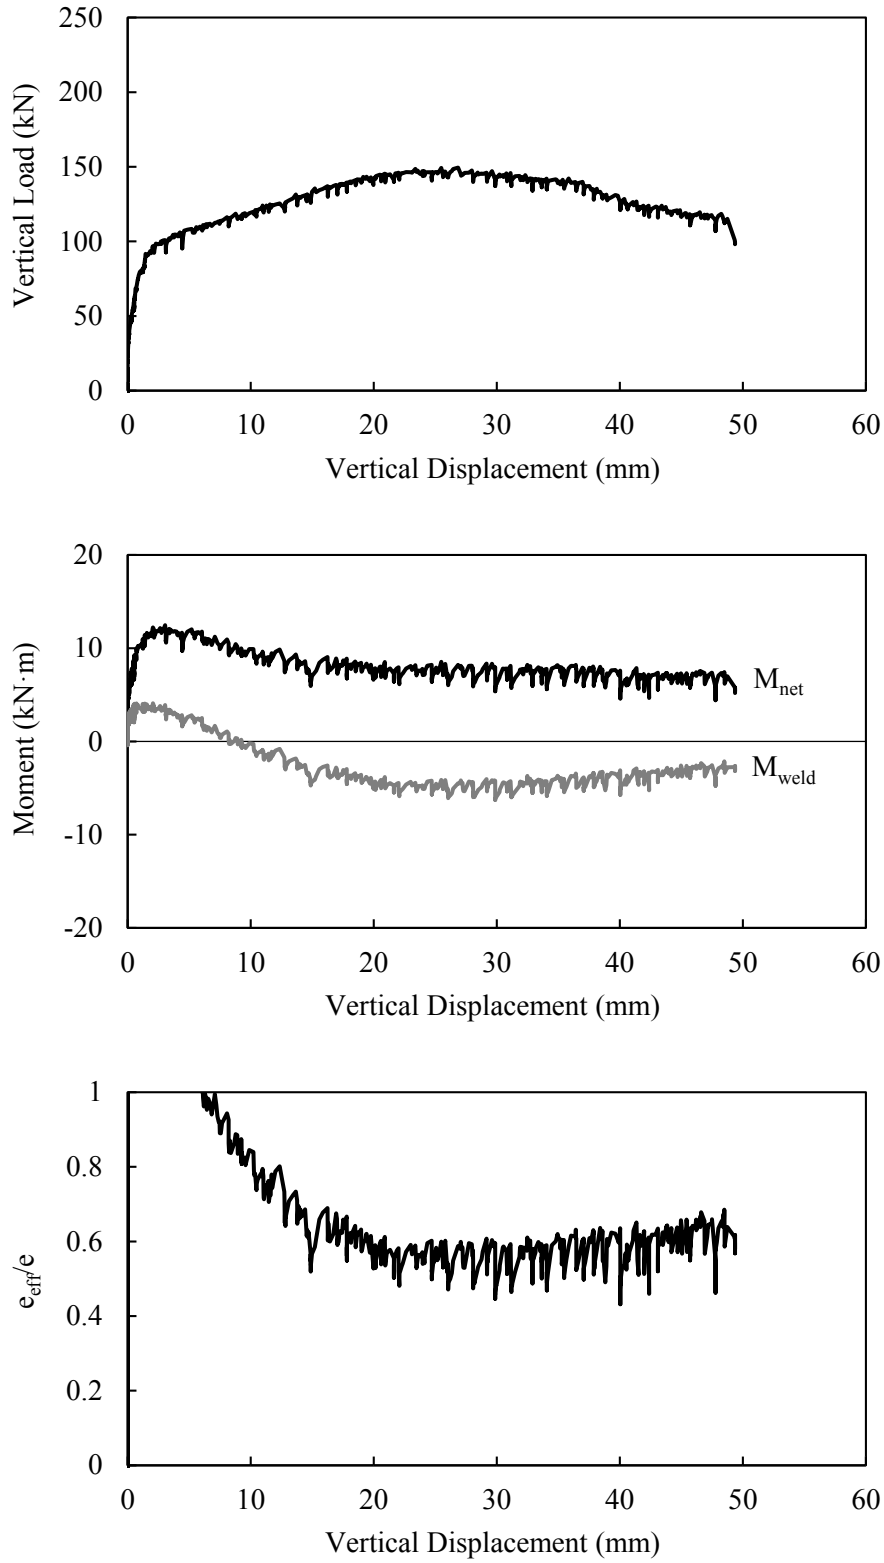 250
200
150
100
50
0
Vertical Load (kN)
0 10 20 30 40 50 60
Vertical Displacement (mm)
20
10
0
-10
-20
Moment (kN·m)
M_net
M_weld
0 10 20 30 40 50 60
Vertical Displacement (mm)
1
0.8
0.6
0.4
0.2
0
e_eff/e
0 10 20 30 40 50 60
Vertical Displacement (mm)